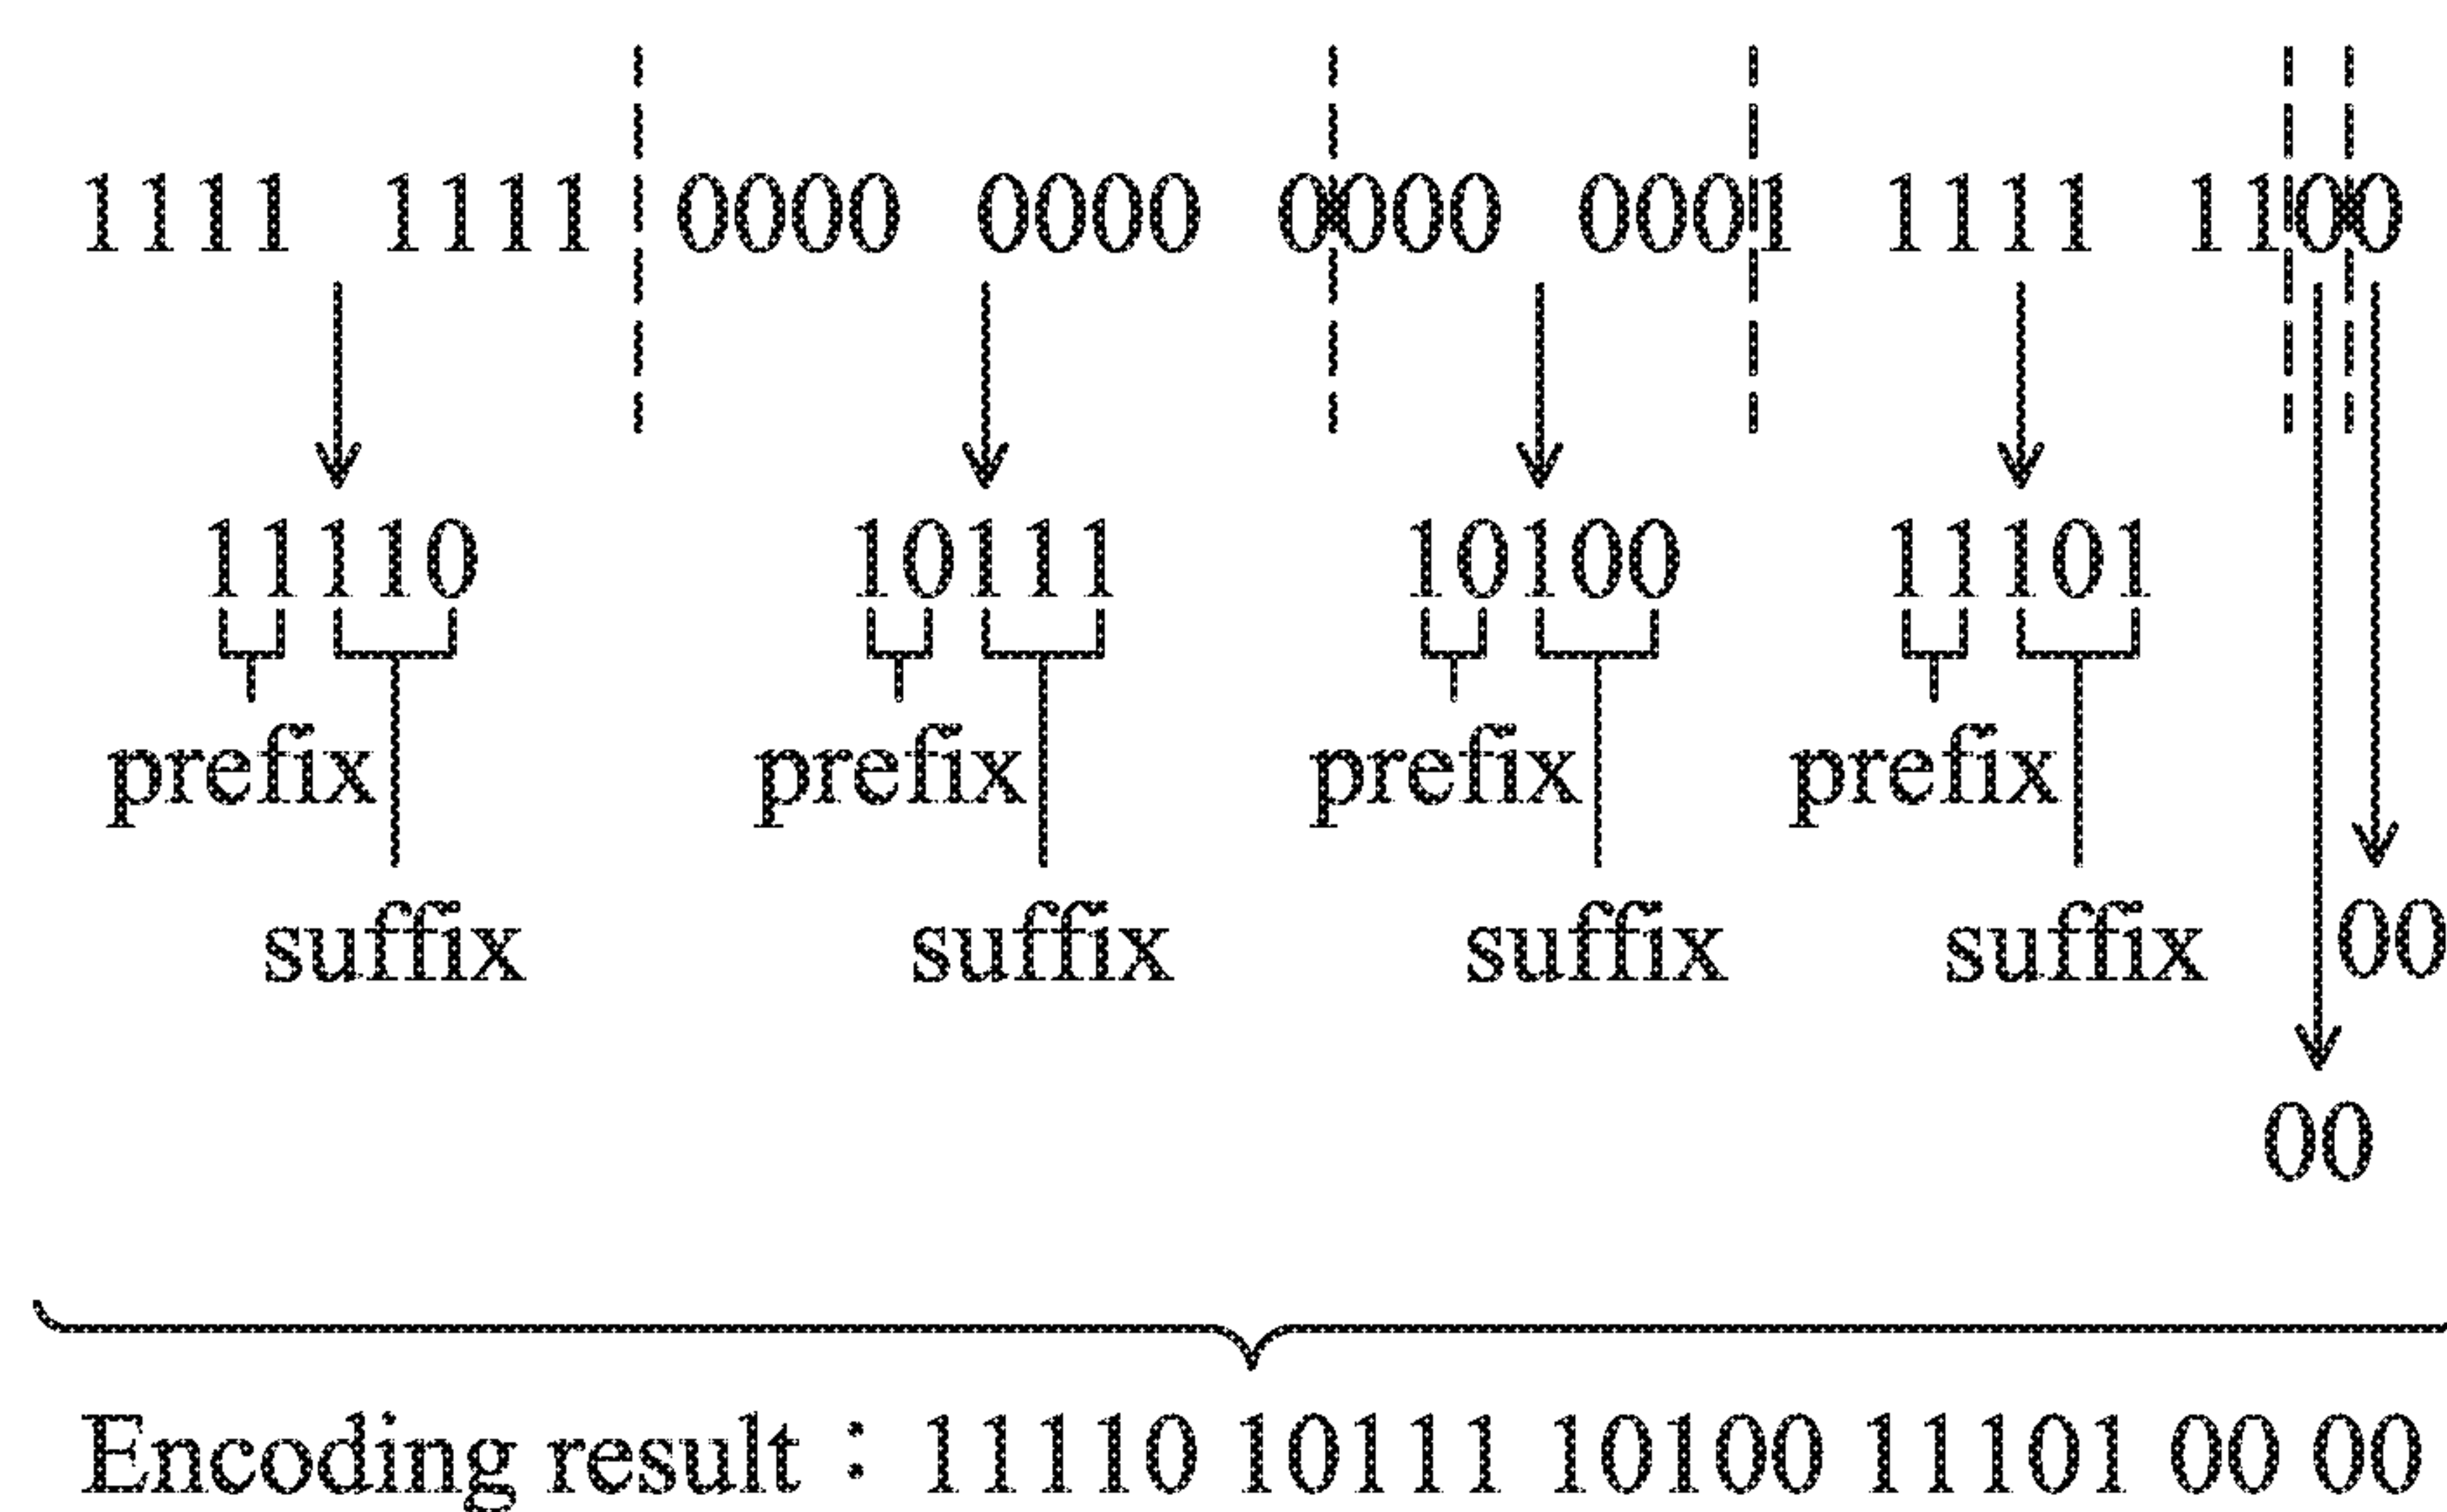 1111 1111 0000 0000 0000 0001 1111 1100
11110 10111 10100 11101
prefix prefix prefix prefix
suffix suffix suffix suffix 00
00
Encoding result : 11110 10111 10100 11101 00 00